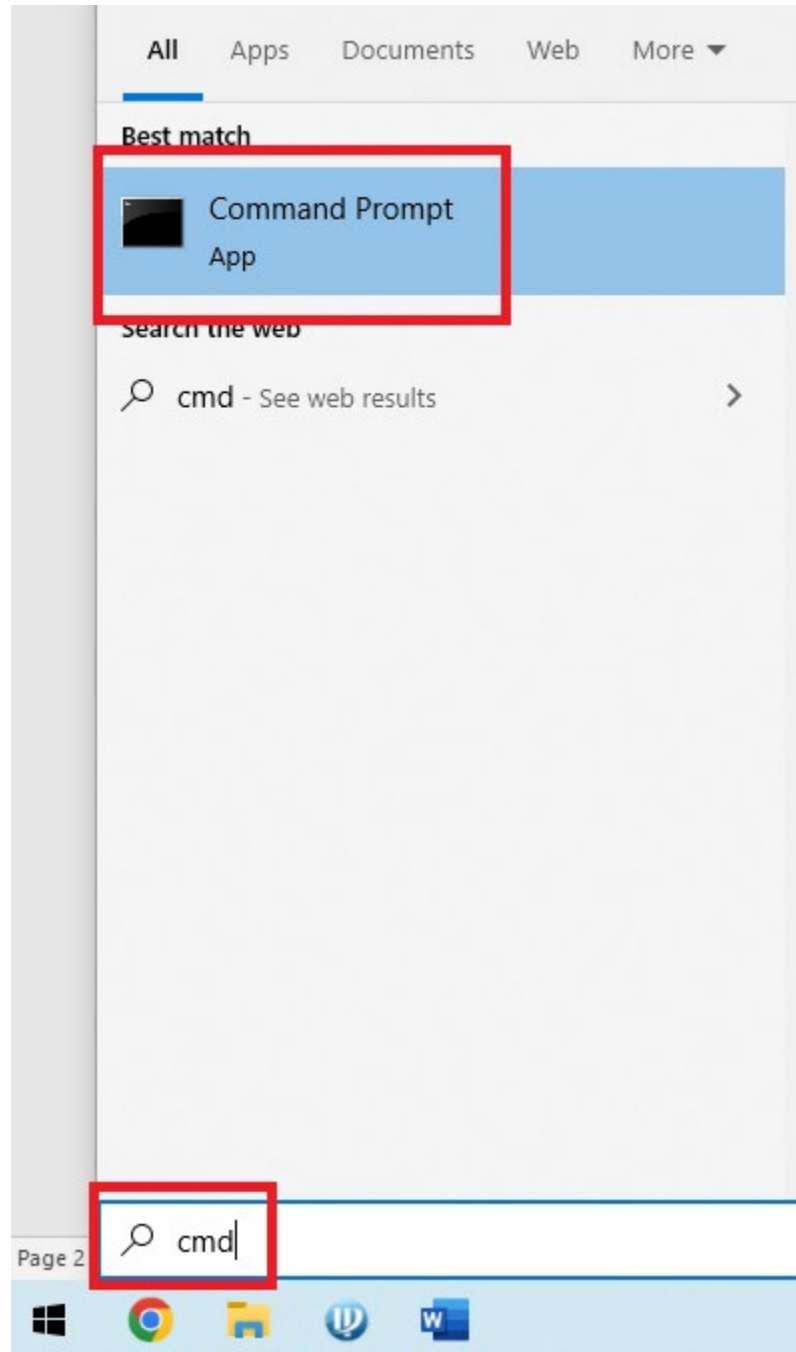 All Apps Documents Web More
Best match
Command Prompt
App
Search the web
cmd - See web results
cmd
Page 2
W